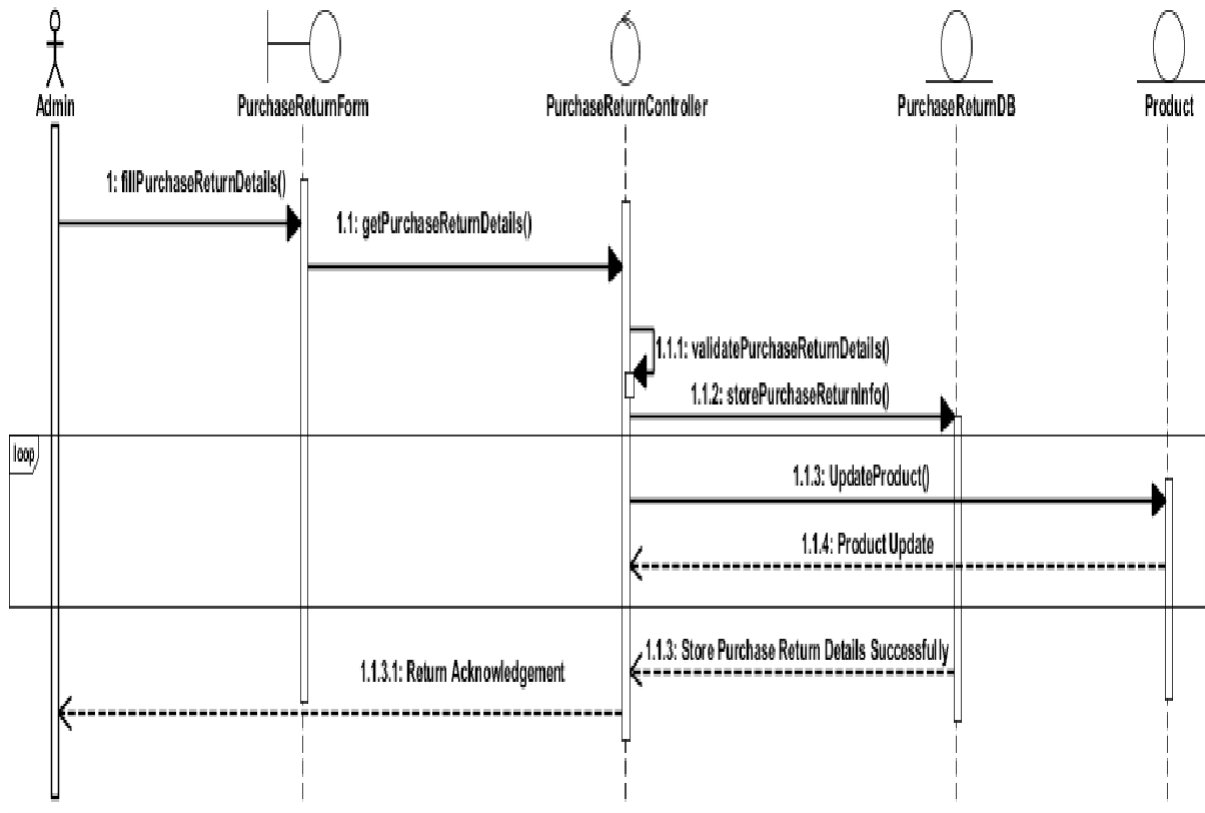 Admin
PurchaseReturnForm
PurchaseReturnController
PurchaseReturnDB
Product
1: fillPurchaseReturnDetails()
1.1: getPurchaseReturnDetails()
1.1.1: validatePurchaseReturnDetails()
1.1.2: storePurchaseReturnInfo()
loop
1.1.3: UpdateProduct()
1.1.4: Product Update
1.1.3: Store Purchase Return Details Successfully
1.1.3.1: Return Acknowledgement